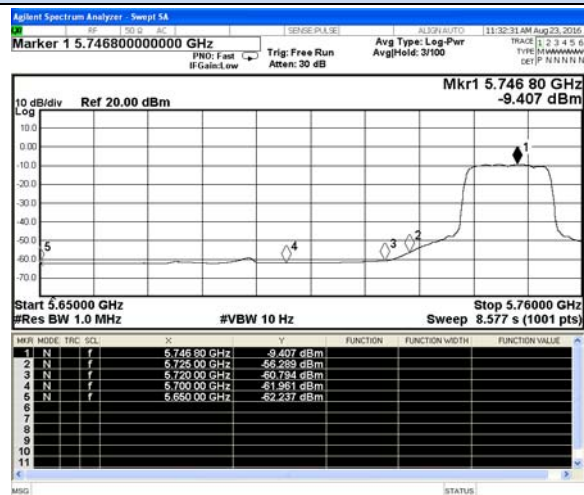 Agilent Spectrum Analyzer - Swept SA
RF 50 Ω AC SENSE:PULSE ALIGN AUTO 11:32:31 AM Aug 23, 2016
Marker 1 5.746800000000 GHz
PNO: Fast
IFGain:Low
Trig: Free Run
Atten: 30 dB
Avg Type: Log-Pwr
Avg|Hold: 3/100
TRACE 1 2 3 4 5 6
TYPE MWWWWW
DET P N N N N N
Mkr1 5.746 80 GHz
-9.407 dBm
10 dB/div Ref 20.00 dBm
Log
10.0
0.00
-10.0
-20.0
-30.0
-40.0
-50.0
-60.0
-70.0
1
2
3
4
5
Start 5.65000 GHz Stop 5.76000 GHz
#Res BW 1.0 MHz #VBW 10 Hz Sweep 8.577 s (1001 pts)
MKR MODE TRC SCL X Y FUNCTION FUNCTION WIDTH FUNCTION VALUE
1 N f 5.746 80 GHz -9.407 dBm
2 N f 5.725 00 GHz -56.289 dBm
3 N f 5.720 00 GHz -60.794 dBm
4 N f 5.700 00 GHz -61.961 dBm
5 N f 5.650 00 GHz -62.237 dBm
6
7
8
9
10
11
MSG STATUS